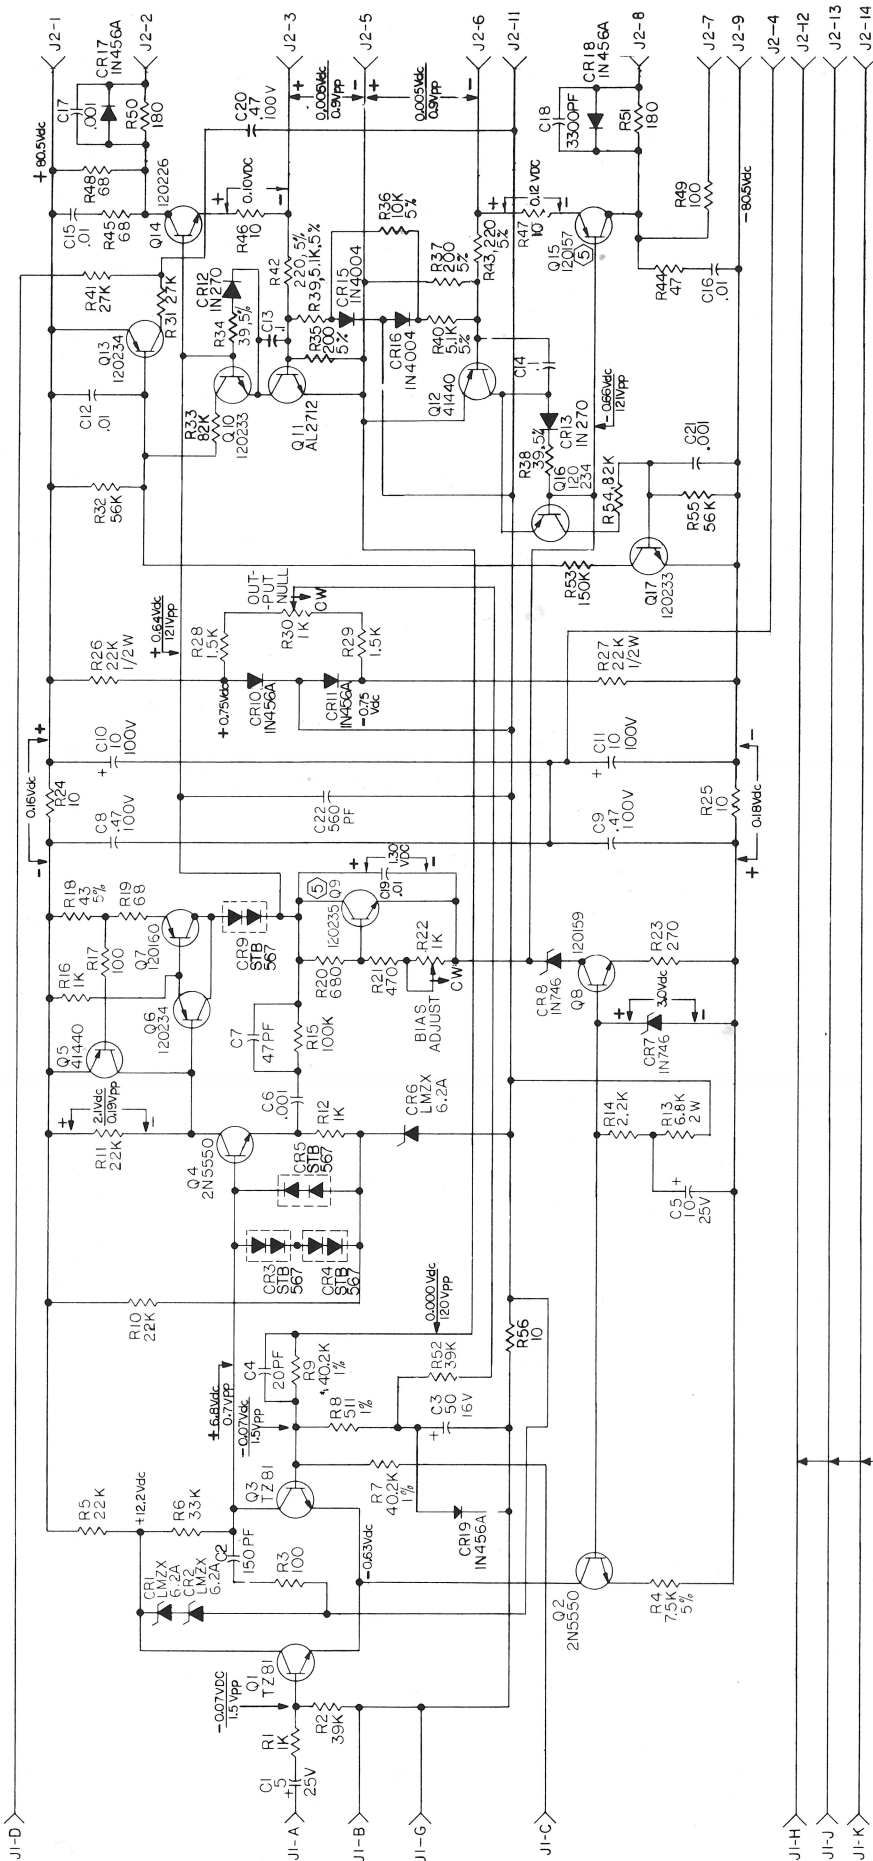 J1-D
J1-A
J1-B
J1-G
J1-C
J1-H
J1-J
J1-K
C1
5
25V
R1
1K
-0.07VDC
1.5VPP
R2
39K
Q1
TZ81
CR1
LMZX
6.2A
CR2
LMZX
6.2A
+12.2Vdc
R5
22K
R6
33K
C2
150PF
R3
100
-0.63Vdc
Q2
2N5550
R4
7.5K
5%
Q3
TZ81
R7
40.2K
1%
CR19
IN456A
+6.8Vdc
0.7VPP
-0.07Vdc
1.5VPP
C4
20PF
R9
*40.2K
1%
R8
511
1%
C3
50
16V
R52
39K
0.000Vdc
120VPP
R56
10
R10
22K
CR3
STB
567
CR4
STB
567
CR5
STB
567
Q4
2N5550
R11
22K
2.1Vdc
0.19VPP
C6
.001
R12
1K
CR6
LMZX
6.2A
C5
10
25V
R14
2.2K
R13
6.8K
2W
Q5
41440
Q6
120234
R16
1K
R17
100
Q7
120160
R18
43
5%
R19
68
CR9
STB
567
C7
47PF
R15
100K
R20
680
R21
470
R22
1K
BIAS
ADJUST
CW
120235
Q9
5
C19
.01
1.30
VDC
CR8
IN746
120159
Q8
CR7
IN746
3.0Vdc
R23
270
0.16Vdc
R24
10
C8
.47
100V
C10
10
100V
C22
560
PF
C9
.47
100V
C11
10
100V
R25
10
0.18Vdc
R26
22K
1/2W
+0.64Vdc
121VPP
+0.75Vdc
R28
1.5K
CR10
IN456A
CR11
IN456A
-0.75
Vdc
OUT-
PUT
NULL
R30
1K
CW
R29
1.5K
R27
22K
1/2W
R32
56K
C12
.01
Q13
120234
R33
82K
Q10
120233
R34
39,5%
CR12
IN270
C13
.1
Q11
AL2712
R41
27K
R31
27K
C15
.01
R45
68
R48
68
Q14
120226
C17
.001
CR17
IN456A
R50
180
+80.5Vdc
R46
10
0.10VDC
C20
.47
100V
R42
220,5%
R39,5.1K,5%
R35
200
5%
CR15
IN4004
CR16
IN4004
R36
10K
5%
R37
200
5%
R40
5.1K
5%
R43,220
5%
0.005Vdc
0.9VPP
0.005Vdc
0.9VPP
Q12
41440
C14
.1
CR13
IN270
R38
39,5%
Q16
120
234
-0.66Vdc
121VPP
R54,82K
R53
150K
Q17
120233
R55
56K
C21
.001
R47
10
0.12VDC
Q15
120157
5
R44
47
C16
.01
C18
3300PF
CR18
IN456A
R51
180
R49
100
-80.5Vdc
J2-1
J2-2
J2-3
J2-5
J2-6
J2-11
J2-8
J2-7
J2-9
J2-4
J2-12
J2-13
J2-14